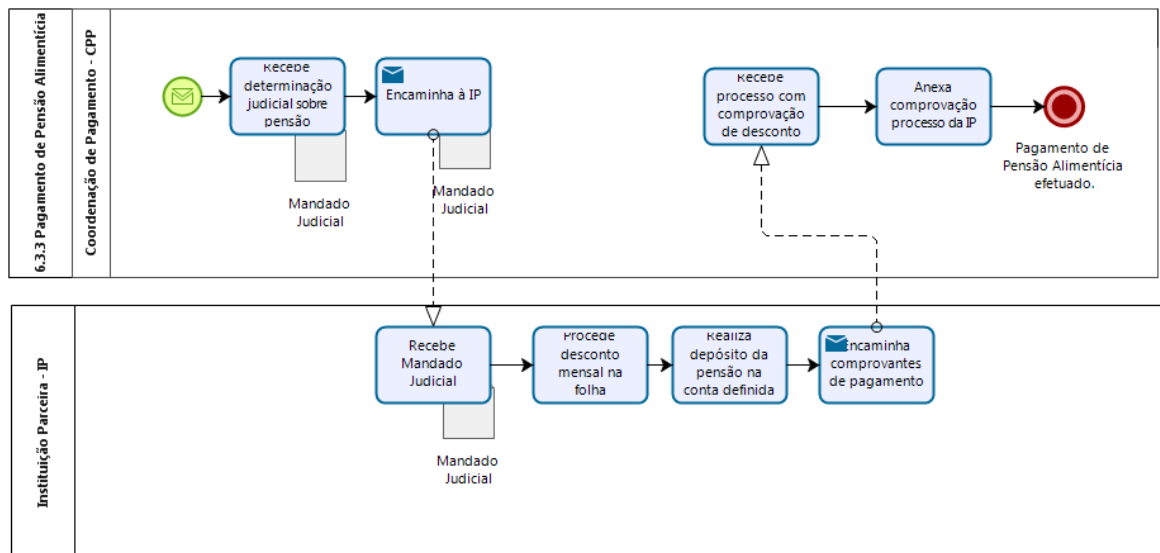 6.3.3 Pagamento de Pensão Alimentícia
Coordenação de Pagamento - CPP
Recebe
determinação
judicial sobre
pensão
Mandado
Judicial
Encaminha à IP
Mandado
Judicial
Recebe
processo com
comprovação
de desconto
Anexa
comprovação
processo da IP
Pagamento de
Pensão Alimentícia
efetuado.
Instituição Parceira - IP
Recebe
Mandado
Judicial
Mandado
Judicial
Procede
desconto
mensal na
folha
Realiza
depósito da
pensão na
conta definida
Encaminha
comprovantes
de pagamento